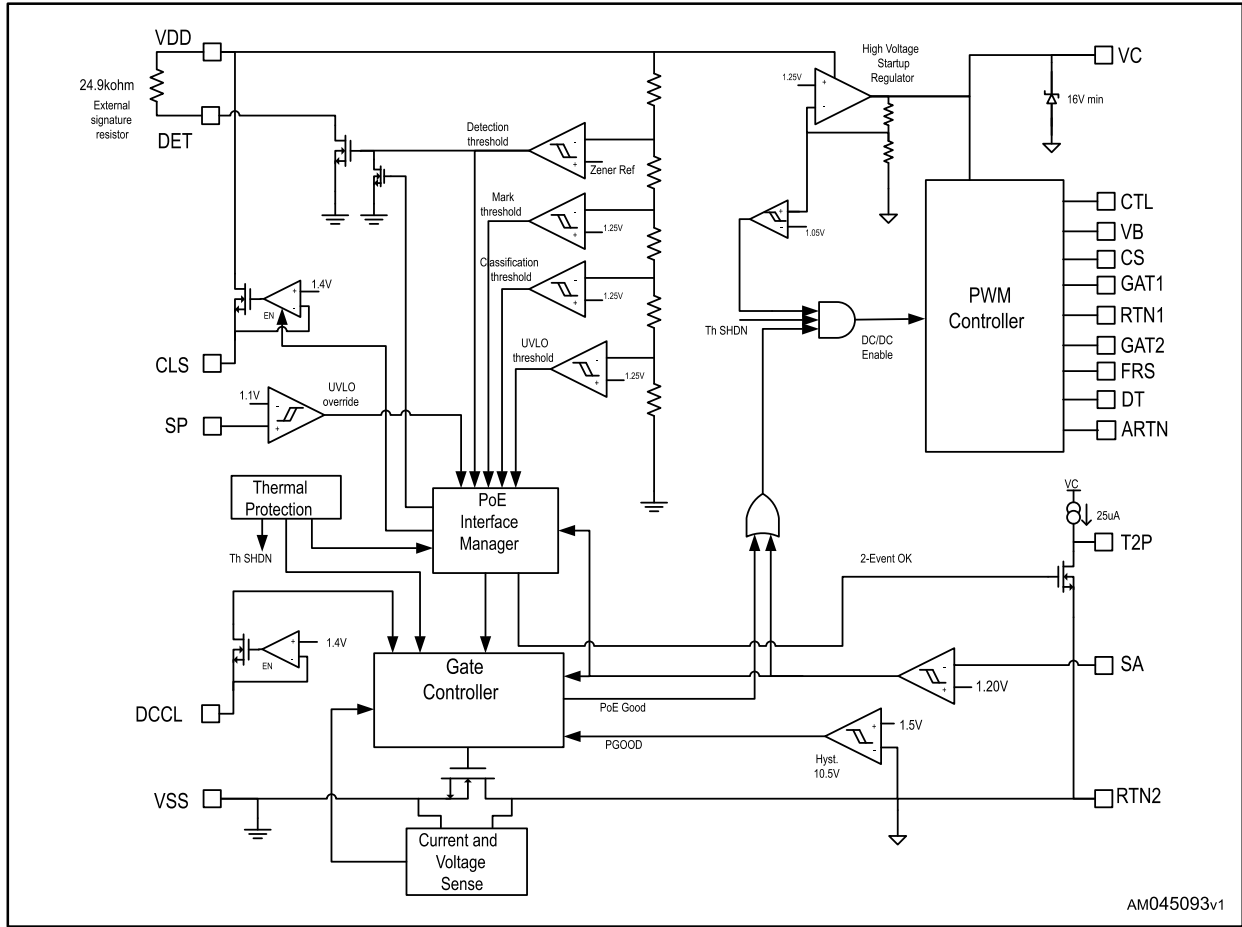 VDD
24.9kohm
External
signature
resistor
DET
Detection
threshold
Zener Ref
Mark
threshold
1.25V
Classification
threshold
1.25V
UVLO
threshold
1.25V
High Voltage
Startup
Regulator
1.25V
VC
16V min
1.05V
1.4V
EN
CLS
1.1V
UVLO
override
SP
Th SHDN
DC/DC
Enable
PWM
Controller
CTL
VB
CS
GAT1
RTN1
GAT2
FRS
DT
ARTN
Thermal
Protection
Th SHDN
PoE
Interface
Manager
VC
25uA
T2P
2-Event OK
1.4V
EN
DCCL
Gate
Controller
PoE Good
PGOOD
SA
1.20V
1.5V
Hyst.
10.5V
VSS
RTN2
Current and
Voltage
Sense
AM045093v1